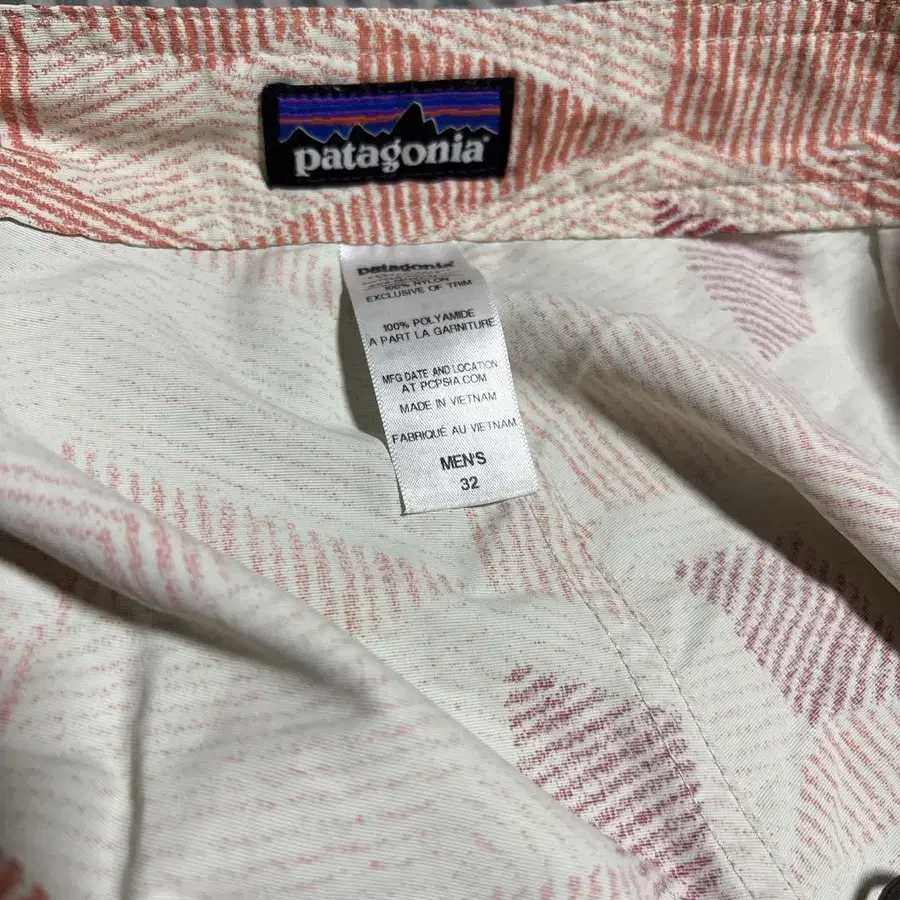 patagonia®
patagonia®
100% NYLON
EXCLUSIVE OF TRIM
100% POLYAMIDE
A PART LA GARNITURE
MFG DATE AND LOCATION
AT PCPSIA.COM
MADE IN VIETNAM
FABRIQUÉ AU VIETNAM
MEN'S
32